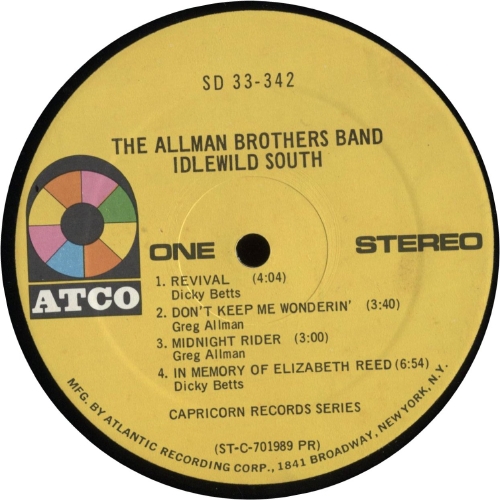 SD 33-342
THE ALLMAN BROTHERS BAND
IDLEWILD SOUTH
ATCO
ONE
STEREO
1. REVIVAL (4:04)
Dicky Betts
2. DON'T KEEP ME WONDERIN' (3:40)
Greg Allman
3. MIDNIGHT RIDER (3:00)
Greg Allman
4. IN MEMORY OF ELIZABETH REED (6:54)
Dicky Betts
CAPRICORN RECORDS SERIES
(ST-C-701989 PR)
MFG. BY ATLANTIC RECORDING CORP., 1841 BROADWAY, NEW YORK, N.Y.